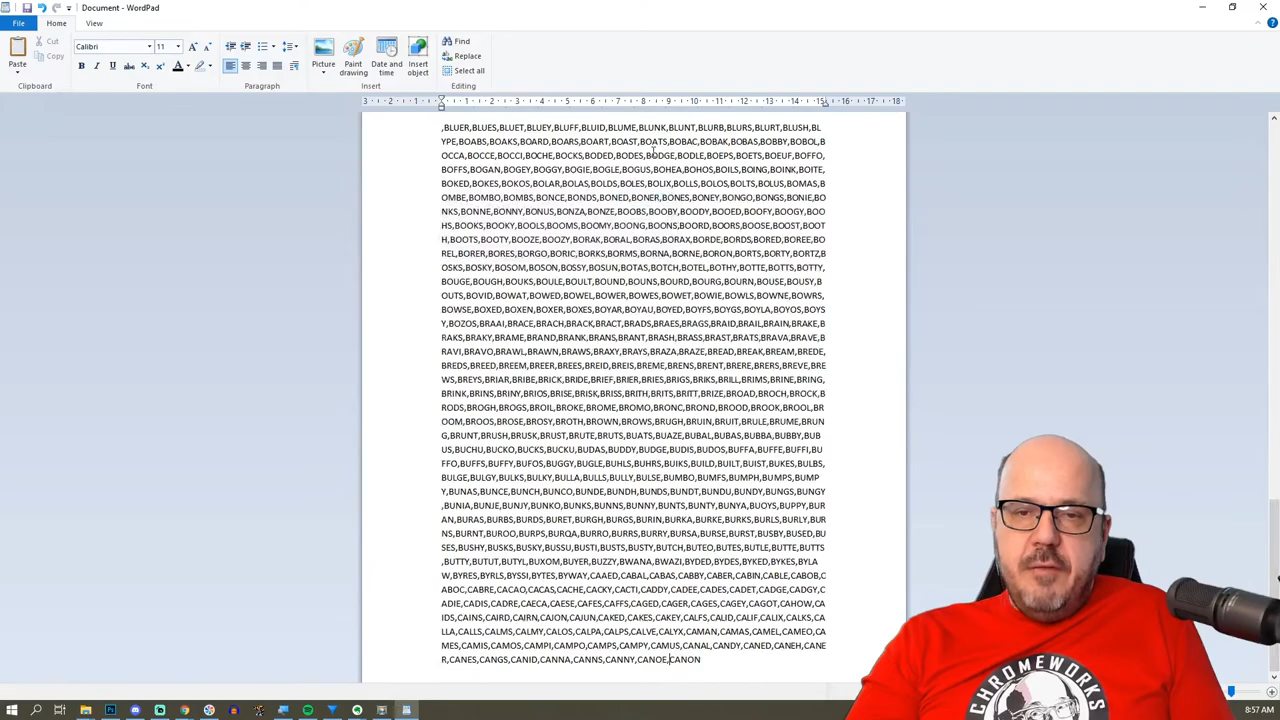 Document - WordPad
File
Home
View
Paste
Cut
Copy
Clipboard
Calibri
11
Font
Paragraph
Picture
Paint drawing
Date and time
Insert object
Insert
Find
Replace
Select all
Editing
3 2 1 1 2 3 4 5 6 7 8 9 10 11 12 13 14 15 16 17 18
,BLUER,BLUES,BLUET,BLUEY,BLUFF,BLUID,BLUME,BLUNK,BLUNT,BLURB,BLURS,BLURT,BLUSH,BL
YPE,BOABS,BOAKS,BOARD,BOARS,BOART,BOAST,BOATS,BOBAC,BOBAK,BOBAS,BOBBY,BOBOL,B
OCCA,BOCCE,BOCCI,BOCHE,BOCKS,BODED,BODES,BODGE,BODLE,BOEPS,BOETS,BOEUF,BOFFO,
BOFFS,BOGAN,BOGEY,BOGGY,BOGIE,BOGLE,BOGUS,BOHEA,BOHOS,BOILS,BOING,BOINK,BOITE,
BOKED,BOKES,BOKOS,BOLAR,BOLAS,BOLDS,BOLES,BOLIX,BOLLS,BOLOS,BOLTS,BOLUS,BOMAS,B
OMBE,BOMBO,BOMBS,BONCE,BONDS,BONED,BONER,BONES,BONEY,BONGO,BONGS,BONIE,BO
NKS,BONNE,BONNY,BONUS,BONZA,BONZE,BOOBS,BOOBY,BOODY,BOOED,BOOFY,BOOGY,BOO
HS,BOOKS,BOOKY,BOOLS,BOOMS,BOOMY,BOONG,BOONS,BOORD,BOORS,BOOSE,BOOST,BOOT
H,BOOTS,BOOTY,BOOZE,BOOZY,BORAK,BORAL,BORAS,BORAX,BORDE,BORDS,BORED,BOREE,BO
REL,BORER,BORES,BORGO,BORIC,BORKS,BORMS,BORNA,BORNE,BORON,BORTS,BORTY,BORTZ,B
OSKS,BOSKY,BOSOM,BOSON,BOSSY,BOSUN,BOTAS,BOTCH,BOTEL,BOTHY,BOTTE,BOTTS,BOTTY,
BOUGE,BOUGH,BOUKS,BOULE,BOULT,BOUND,BOUNS,BOURD,BOURG,BOURN,BOUSE,BOUSY,B
OUTS,BOVID,BOWAT,BOWED,BOWEL,BOWER,BOWES,BOWET,BOWIE,BOWLS,BOWNE,BOWRS,
BOWSE,BOXED,BOXEN,BOXER,BOXES,BOYAR,BOYAU,BOYED,BOYFS,BOYGS,BOYLA,BOYOS,BOYS
Y,BOZOS,BRAAI,BRACE,BRACH,BRACK,BRACT,BRADS,BRAES,BRAGS,BRAID,BRAIL,BRAIN,BRAKE,B
RAKS,BRAKY,BRAME,BRAND,BRANK,BRANS,BRANT,BRASH,BRASS,BRAST,BRATS,BRAVA,BRAVE,B
RAVI,BRAVO,BRAWL,BRAWN,BRAWS,BRAXY,BRAYS,BRAZA,BRAZE,BREAD,BREAK,BREAM,BREDE,
BREDS,BREED,BREEM,BREER,BREES,BREID,BREIS,BREME,BRENS,BRENT,BRERE,BRERS,BREVE,BRE
WS,BREYS,BRIAR,BRIBE,BRICK,BRIDE,BRIEF,BRIER,BRIES,BRIGS,BRIKS,BRILL,BRIMS,BRINE,BRING,
BRINK,BRINS,BRINY,BRIOS,BRISE,BRISK,BRISS,BRITH,BRITS,BRITT,BRIZE,BROAD,BROCH,BROCK,B
RODS,BROGH,BROGS,BROIL,BROKE,BROME,BROMO,BRONC,BROND,BROOD,BROOK,BROOL,BR
OOM,BROOS,BROSE,BROSY,BROTH,BROWN,BROWS,BRUGH,BRUIN,BRUIT,BRULE,BRUME,BRUN
G,BRUNT,BRUSH,BRUSK,BRUST,BRUTE,BRUTS,BUATS,BUAZE,BUBAL,BUBAS,BUBBA,BUBBY,BUB
US,BUCHU,BUCKO,BUCKS,BUCKU,BUDAS,BUDDY,BUDGE,BUDIS,BUDOS,BUFFA,BUFFE,BUFFI,BU
FFO,BUFFS,BUFFY,BUFOS,BUGGY,BUGLE,BUHLS,BUHRS,BUIKS,BUILD,BUILT,BUIST,BUKES,BULBS,
BULGE,BULGY,BULKS,BULKY,BULLA,BULLS,BULLY,BULSE,BUMBO,BUMFS,BUMPH,BUMPS,BUMP
Y,BUNAS,BUNCE,BUNCH,BUNCO,BUNDE,BUNDH,BUNDS,BUNDT,BUNDU,BUNDY,BUNGS,BUNGY
,BUNIA,BUNJE,BUNJY,BUNKO,BUNKS,BUNNS,BUNNY,BUNTS,BUNTY,BUNYA,BUOYS,BUPPY,BUR
AN,BURAS,BURBS,BURDS,BURET,BURGH,BURGS,BURIN,BURKA,BURKE,BURKS,BURLS,BURLY,BUR
NS,BURNT,BUROO,BURPS,BURQA,BURRO,BURRS,BURRY,BURSA,BURSE,BURST,BUSBY,BUSED,BU
SES,BUSHY,BUSKS,BUSKY,BUSSU,BUSTI,BUSTS,BUSTY,BUTCH,BUTEO,BUTES,BUTLE,BUTTE,BUTTS
,BUTTY,BUTUT,BUTYL,BUXOM,BUYER,BUZZY,BWANA,BWAZI,BYDED,BYDES,BYKED,BYKES,BYLA
W,BYRES,BYRLS,BYSSI,BYTES,BYWAY,CAAED,CABAL,CABAS,CABBY,CABER,CABIN,CABLE,CABOB,C
ABOC,CABRE,CACAO,CACAS,CACHE,CACKY,CACTI,CADDY,CADEE,CADES,CADET,CADGE,CADGY,C
ADIE,CADIS,CADRE,CAECA,CAESE,CAFES,CAFFS,CAGED,CAGER,CAGES,CAGEY,CAGOT,CAHOW,CA
IDS,CAINS,CAIRD,CAIRN,CAJON,CAJUN,CAKED,CAKES,CAKEY,CALFS,CALID,CALIF,CALIX,CALKS,CA
LLA,CALLS,CALMS,CALMY,CALOS,CALPA,CALPS,CALVE,CALYX,CAMAN,CAMAS,CAMEL,CAMEO,CA
MES,CAMIS,CAMOS,CAMPI,CAMPO,CAMPS,CAMPY,CAMUS,CANAL,CANDY,CANED,CANEH,CANE
R,CANES,CANGS,CANID,CANNA,CANNS,CANNY,CANOE,CANON
CHROMEWORKS
8:57 AM